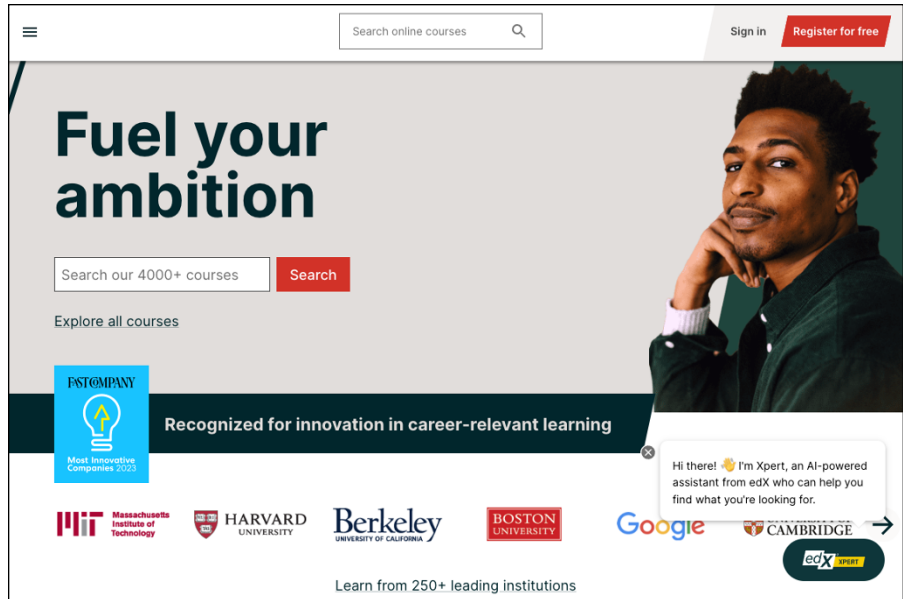 Search online courses
Sign in
Register for free
Fuel your
ambition
Search our 4000+ courses
Search
Explore all courses
FAST COMPANY
Most Innovative
Companies 2023
Recognized for innovation in career-relevant learning
Hi there! 👋 I'm Xpert, an AI-powered
assistant from edX who can help you
find what you're looking for.
Massachusetts
Institute of
Technology
HARVARD
UNIVERSITY
Berkeley
UNIVERSITY OF CALIFORNIA
BOSTON
UNIVERSITY
Google
CAMBRIDGE
edX XPERT
Learn from 250+ leading institutions